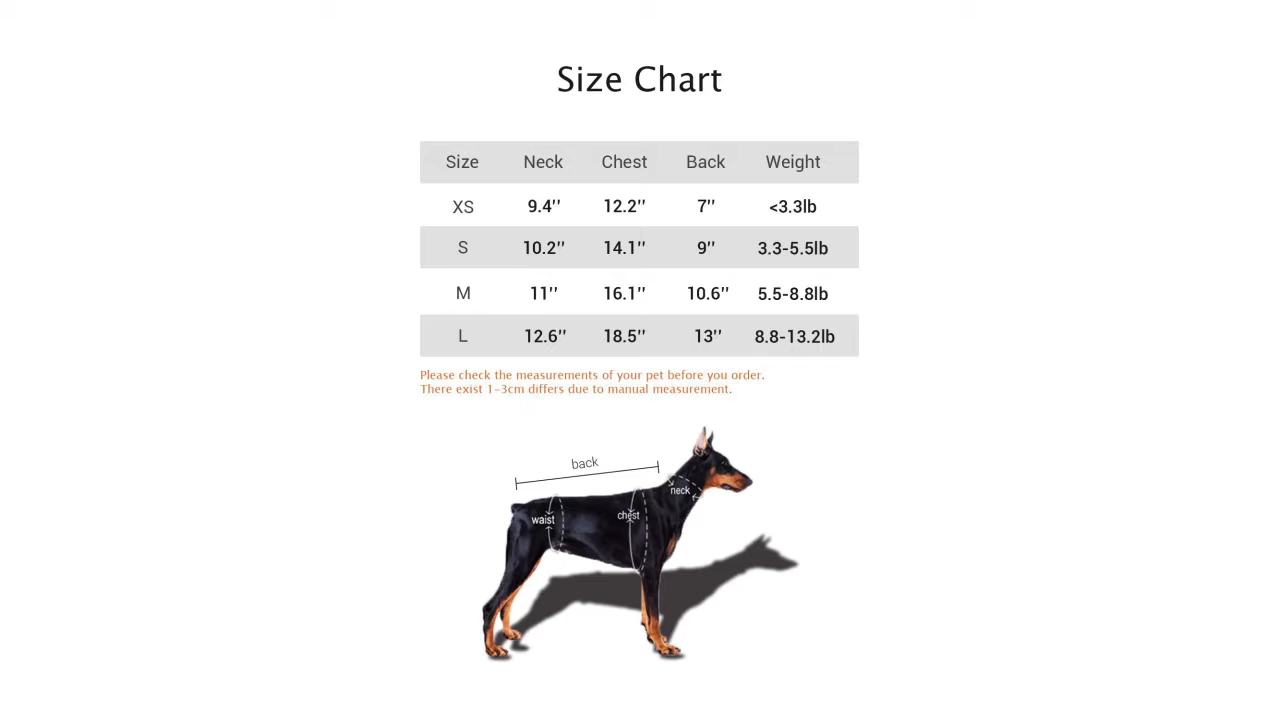 Size Chart
Size Neck Chest Back Weight
XS 9.4'' 12.2'' 7'' <3.3lb
S 10.2'' 14.1'' 9'' 3.3-5.5lb
M 11'' 16.1'' 10.6'' 5.5-8.8lb
L 12.6'' 18.5'' 13'' 8.8-13.2lb
Please check the measurements of your pet before you order.
There exist 1-3cm differs due to manual measurement.
back
neck
waist
chest